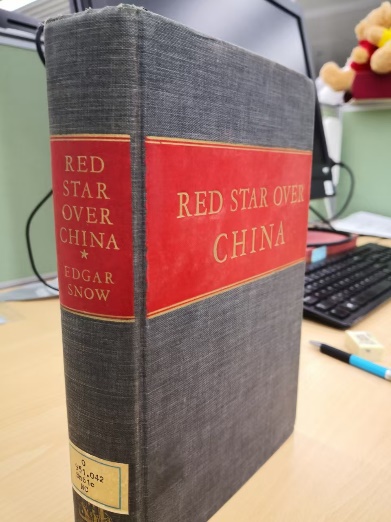 RED
STAR
OVER
CHINA
★
EDGAR
SNOW
RED STAR OVER
CHINA